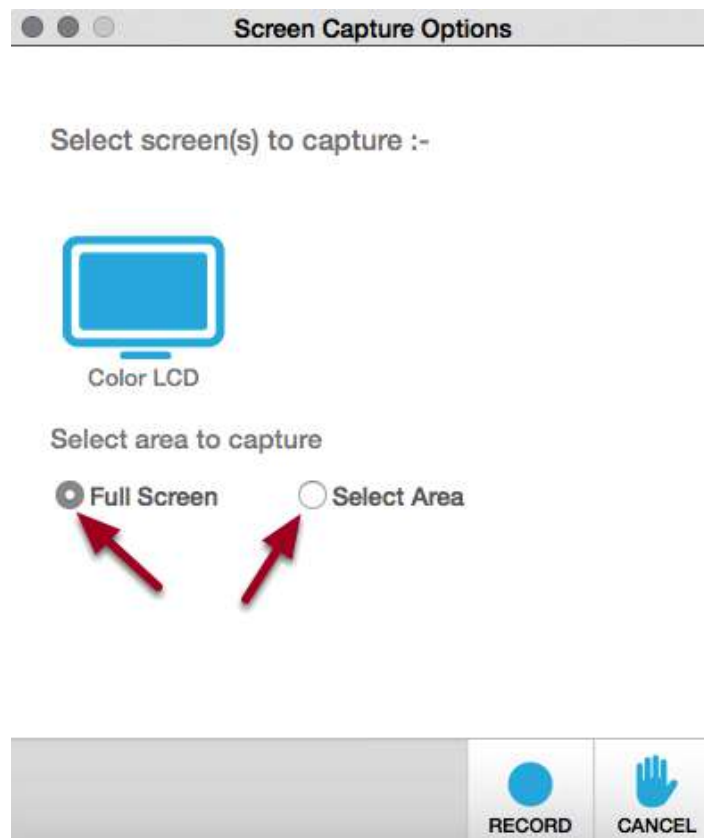 Screen Capture Options
Select screen(s) to capture :-
Color LCD
Select area to capture
Full Screen Select Area
RECORD CANCEL